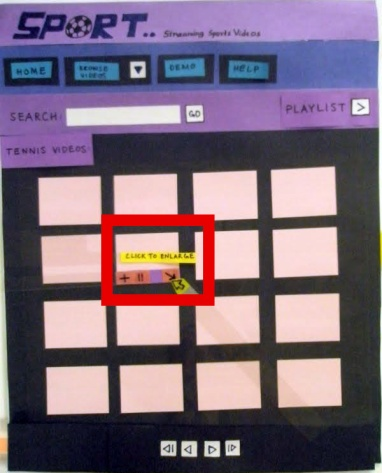 SPORT..
Streaming Sports Videos
HOME
BROWSE VIDEOS
DEMO
HELP
SEARCH:
GO
PLAYLIST >
TENNIS VIDEOS:
CLICK TO ENLARGE
+ ||